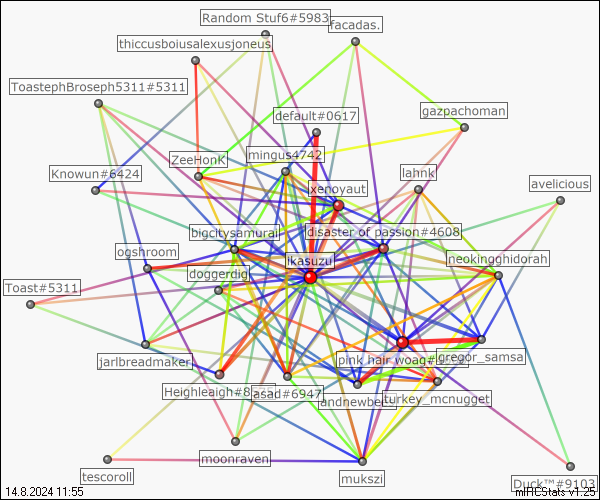 Random Stuf6#5983
facadas.
thiccusboiusalexusjoneus
ToastephBroseph5311#5311
default#0617
gazpachoman
ZeeHonK
mingus4742
Knowun#6424
lahnk
xenoyaut
avelicious
bigcitysamurai
disaster of passion#4608
ogshroom
ikasuzu
neokingghidorah
doggerdig
Toast#5311
jarlbreadmaker
pink hair woag#
gregor_samsa
Heighleaigh#8
asad#6947
andnewbec
turkey_mcnugget
moonraven
tescoroll
mukszi
Duck™#9103
14.8.2024 11:55
mIRCStats v1.25